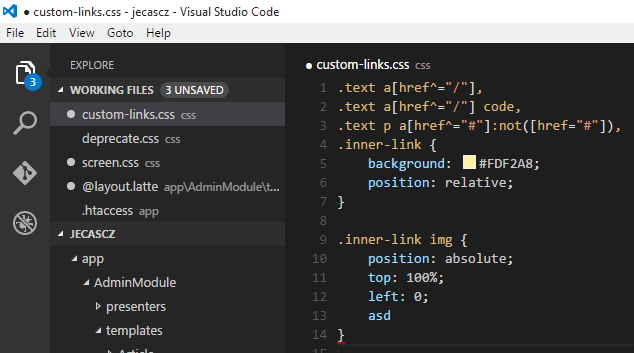 ● custom-links.css - jecascz - Visual Studio Code
File Edit View Goto Help
3
EXPLORE
WORKING FILES 3 UNSAVED
custom-links.css css
deprecate.css css
screen.css css
@layout.latte app\AdminModule\t...
.htaccess app
JECASCZ
app
AdminModule
presenters
templates
Article
● custom-links.css css
1 .text a[href^="/"],
2 .text a[href^="/"] code,
3 .text p a[href^="#"]:not([href="#"]),
4 .inner-link {
5 background: #FDF2A8;
6 position: relative;
7 }
8
9 .inner-link img {
10 position: absolute;
11 top: 100%;
12 left: 0;
13 asd
14 }
15